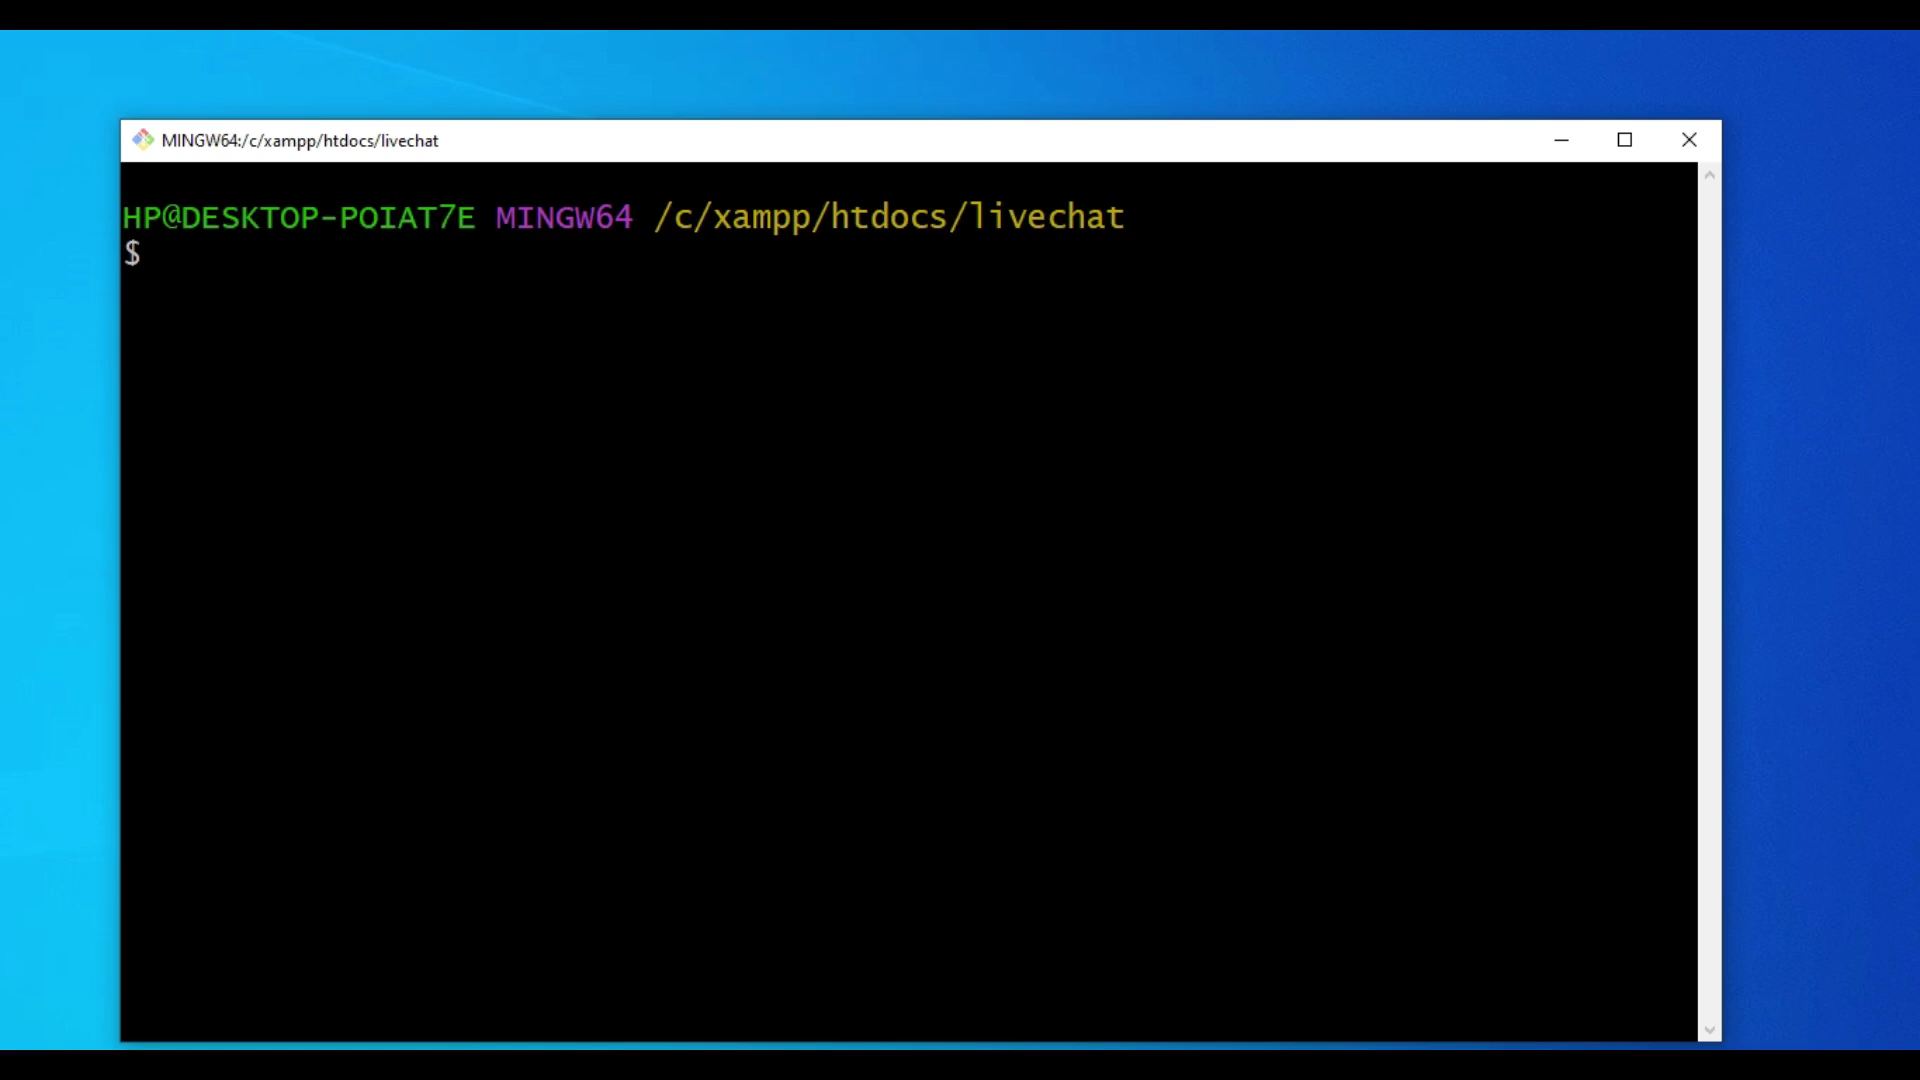 MINGW64:/c/xampp/htdocs/livechat
HP@DESKTOP-POIAT7E MINGW64 /c/xampp/htdocs/livechat
$